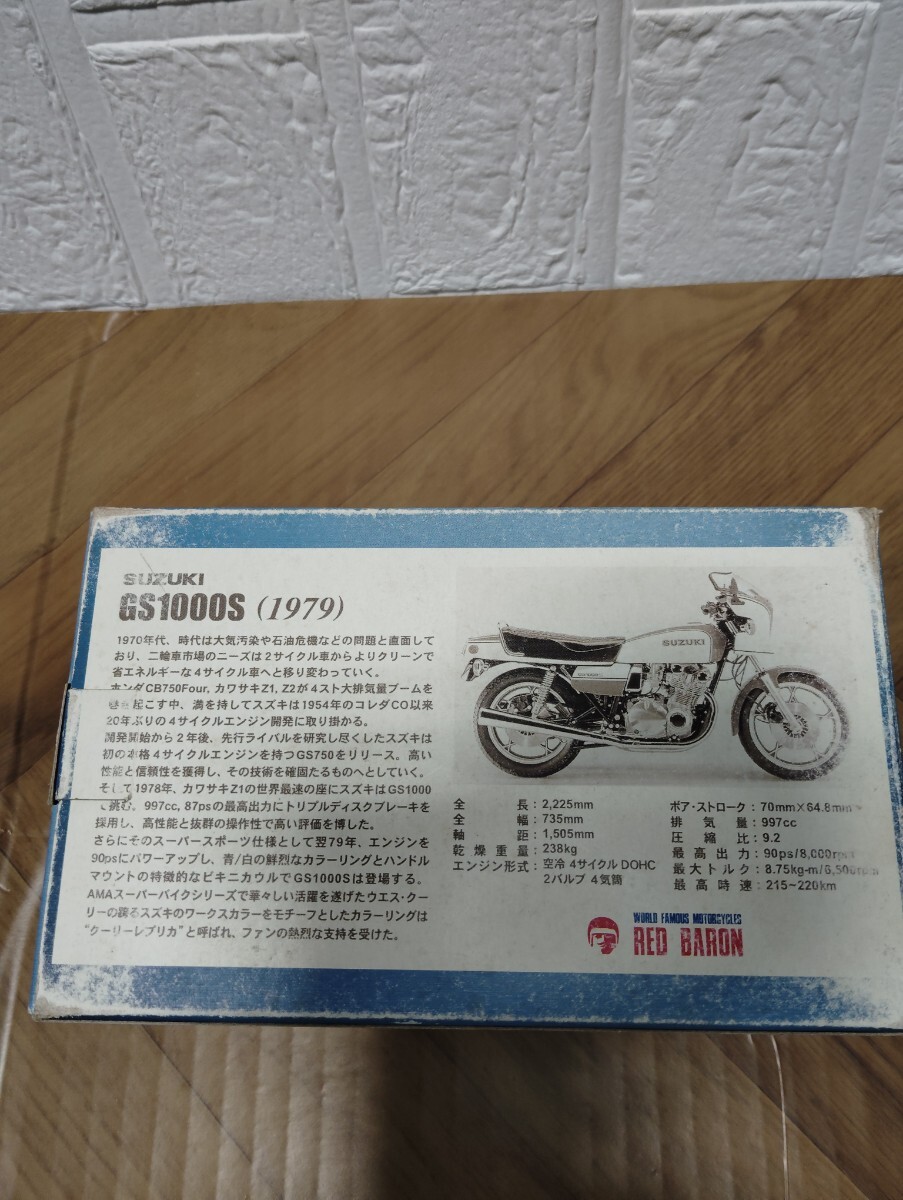 SUZUKI
GS1000S (1979)
1970年代、時代は大気汚染や石油危機などの問題と直面して
おり、二輪車市場のニーズは2サイクル車からよりクリーンで
省エネルギーな4サイクル車へと移り変わっていく。
ホンダCB750Four, カワサキZ1, Z2が4スト大排気量ブームを
起こす中、満を持してスズキは1954年のコレダCO以来
20年ぶりの4サイクルエンジン開発に取り掛かる。
開発開始から2年後、先行ライバルを研究し尽くしたスズキは
初の本格4サイクルエンジンを持つGS750をリリース。高い
性能と信頼性を獲得し、その技術を確固たるものへとしていく。
そして1978年、カワサキZ1の世界最速の座にスズキはGS1000
で挑む。997cc, 87psの最高出力にトリプルディスクブレーキを
採用し、高性能と抜群の操作性で高い評価を博した。
さらにそのスーパースポーツ仕様として翌79年、エンジンを
90psにパワーアップし、青/白の鮮烈なカラーリングとハンドル
マウントの特徴的なビキニカウルでGS1000Sは登場する。
AMAスーパーバイクシリーズで華々しい活躍を遂げたウエス・クー
リーの駆るスズキのワークスカラーをモチーフとしたカラーリングは
“クーリーレプリカ”と呼ばれ、ファンの熱烈な支持を受けた。
SUZUKI
全長：2,225mm
全幅：735mm
軸距：1,505mm
乾燥重量：238kg
エンジン形式：空冷 4サイクル DOHC
2バルブ 4気筒
ボア・ストローク：70mm×64.8mm
排気量：997cc
圧縮比：9.2
最高出力：90ps/8,000rpm
最大トルク：8.75kg-m/6,500rpm
最高時速：215~220km
WORLD FAMOUS MOTORCYCLES
RED BARON